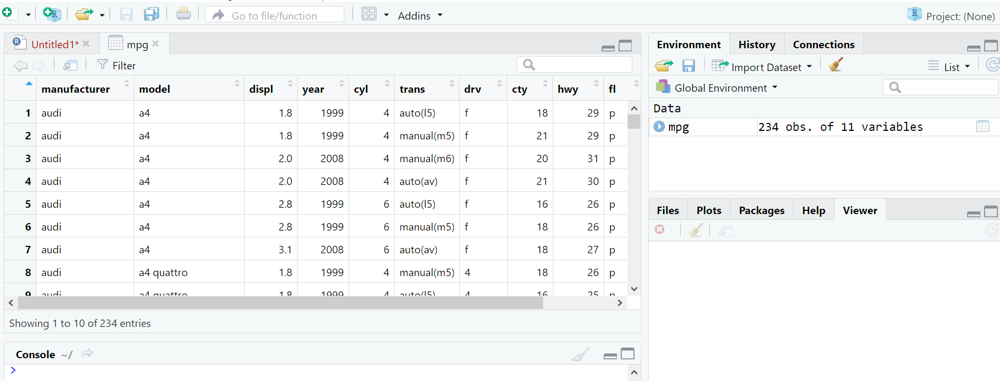 Go to file/function
Addins
Project: (None)
Untitled1*
mpg
Filter
manufacturer model displ year cyl trans drv cty hwy fl
1 audi a4 1.8 1999 4 auto(l5) f 18 29 p
2 audi a4 1.8 1999 4 manual(m5) f 21 29 p
3 audi a4 2.0 2008 4 manual(m6) f 20 31 p
4 audi a4 2.0 2008 4 auto(av) f 21 30 p
5 audi a4 2.8 1999 6 auto(l5) f 16 26 p
6 audi a4 2.8 1999 6 manual(m5) f 18 26 p
7 audi a4 3.1 2008 6 auto(av) f 18 27 p
8 audi a4 quattro 1.8 1999 4 manual(m5) 4 18 26 p
9 audi a4 quattro 1.8 1999 4 auto(l5) 4 16 25 p
Showing 1 to 10 of 234 entries
Console ~/
>
Environment History Connections
Import Dataset
List
Global Environment
Data
mpg 234 obs. of 11 variables
Files Plots Packages Help Viewer